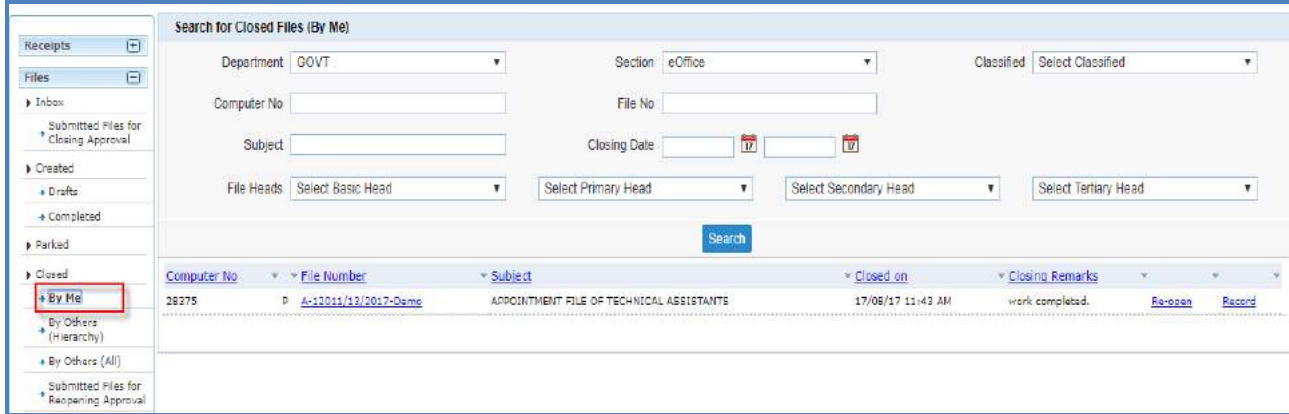 Search for Closed Files (By Me)
Receipts
Files
Inbox
Submitted Files for
Closing Approval
Created
Drafts
Completed
Parked
Closed
By Me
By Others
(Hierarchy)
By Others (All)
Submitted Files for
Reopening Approval
Department GOVT Section eOffice Classified Select Classified
Computer No File No
Subject Closing Date 17 17
File Heads Select Basic Head Select Primary Head Select Secondary Head Select Tertiary Head
Search
Computer No File Number Subject Closed on Closing Remarks
28375 P A-12011/13/2017-Demo APPOINTMENT FILE OF TECHNICAL ASSISTANTS 17/08/17 11:43 AM work completed. Re-open Record